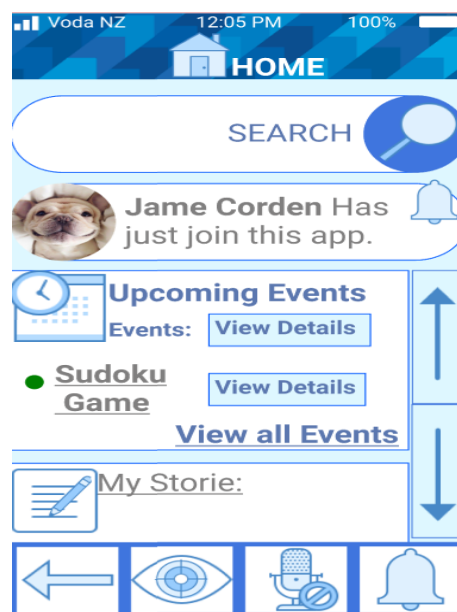 Voda NZ 12:05 PM 100%
HOME
SEARCH
Jame Corden Has
just join this app.
Upcoming Events
Events: View Details
Sudoku View Details
Game
View all Events
My Storie: